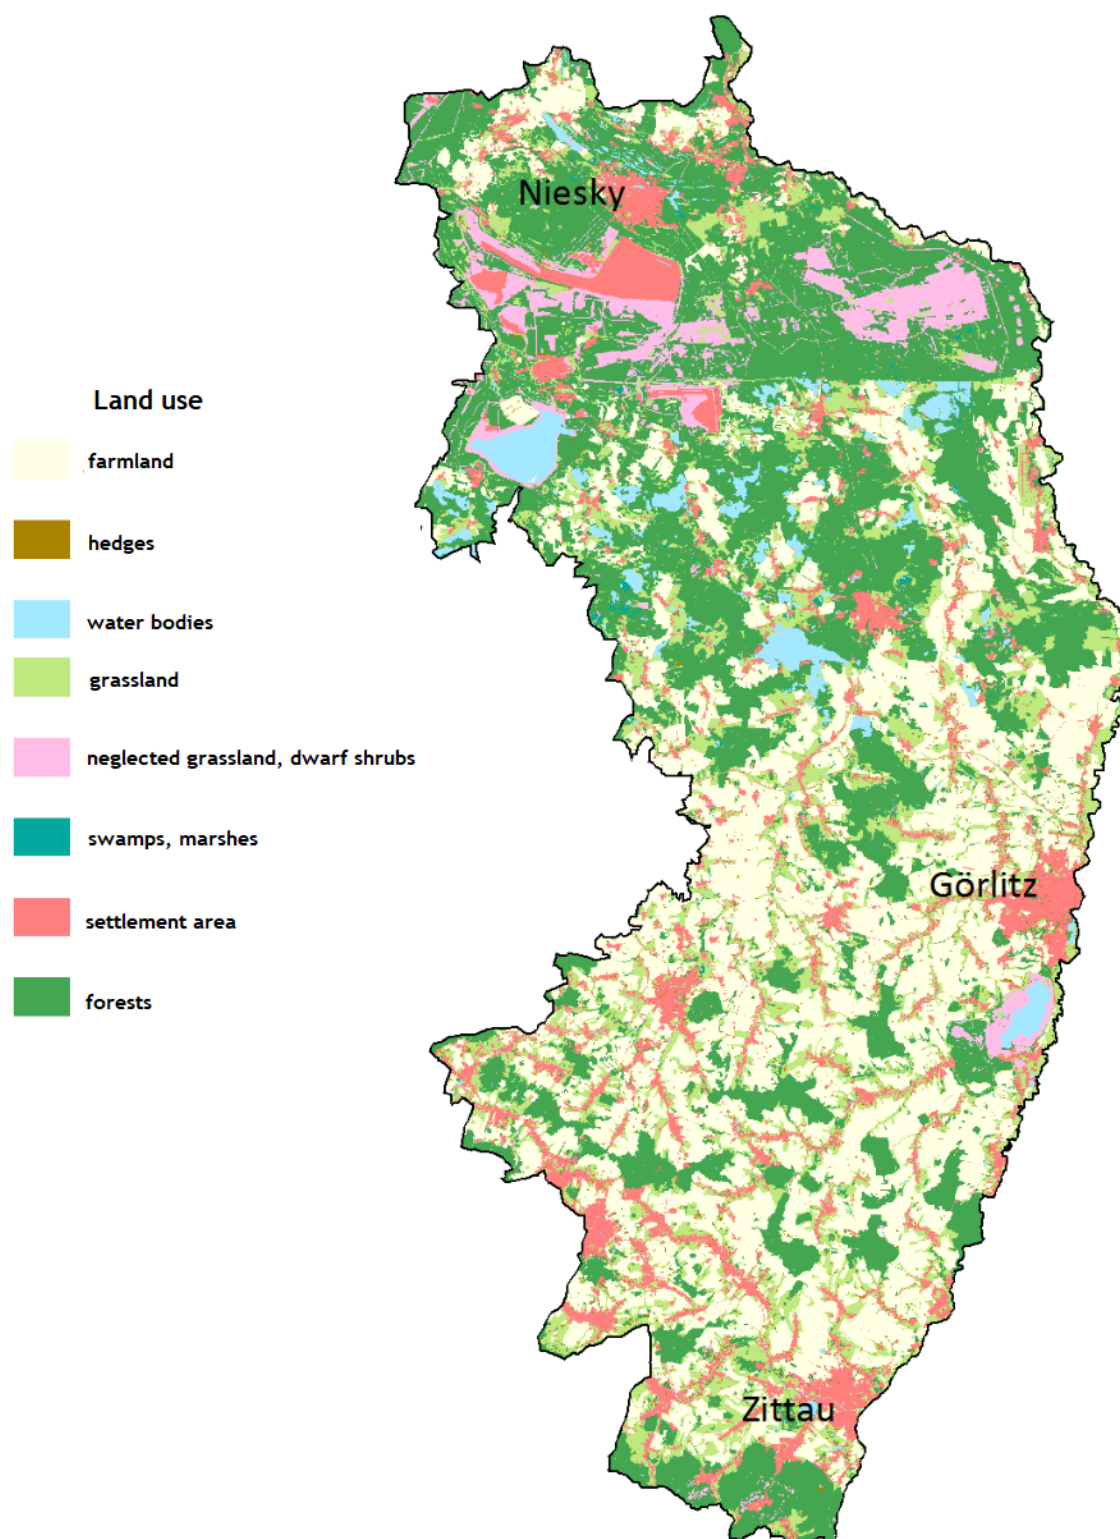 Niesky
Land use
farmland
hedges
water bodies
grassland
neglected grassland, dwarf shrubs
swamps, marshes
settlement area
forests
Görlitz
Zittau